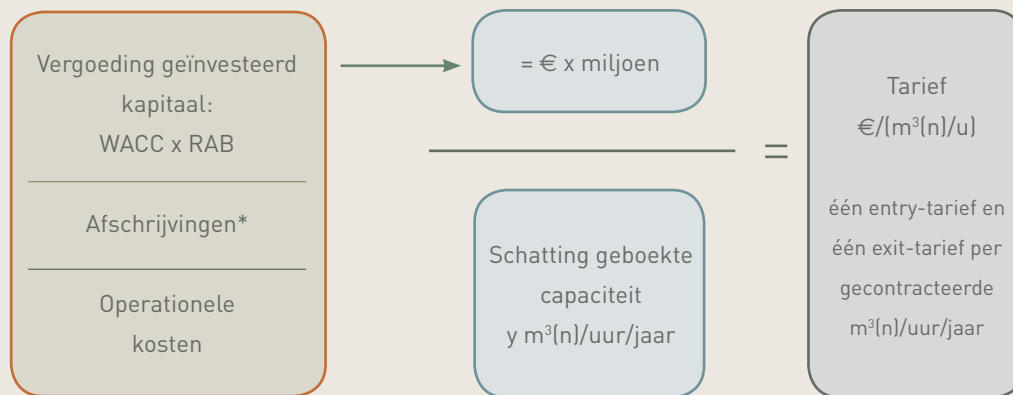 Vergoeding geïnvesteerd
kapitaal:
WACC x RAB
Afschrijvingen*
Operationele
kosten
= € x miljoen
Schatting geboekte
capaciteit
y m³(n)/uur/jaar
=
Tarief
€/(m³(n)/u)
één entry-tarief en
één exit-tarief per
gecontracteerde
m³(n)/uur/jaar